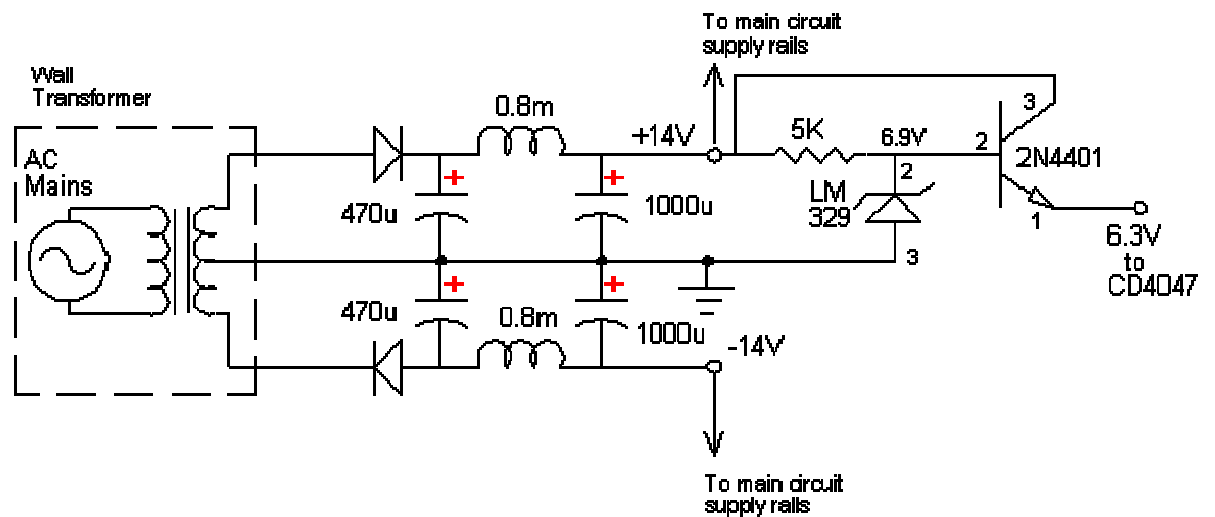 To main circuit
supply rails
Wall
Transformer
0.8m
+14V
5K
6.9V
3
2
2N4401
AC
Mains
+
+
2
LM
329
470u
1000u
1
6.3V
to
CD4047
3
+
+
470u
0.8m
1000u
-14V
To main circuit
supply rails